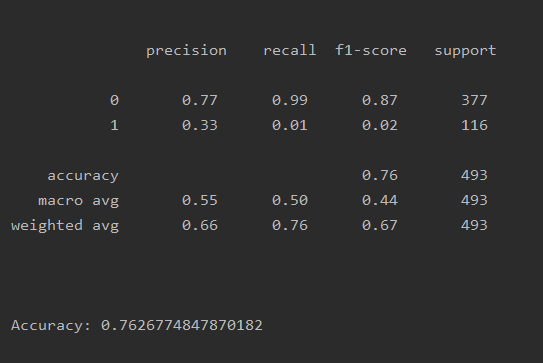 precision    recall  f1-score   support
0       0.77      0.99      0.87       377
1       0.33      0.01      0.02       116
accuracy                           0.76       493
macro avg       0.55      0.50      0.44       493
weighted avg       0.66      0.76      0.67       493
Accuracy: 0.7626774847870182